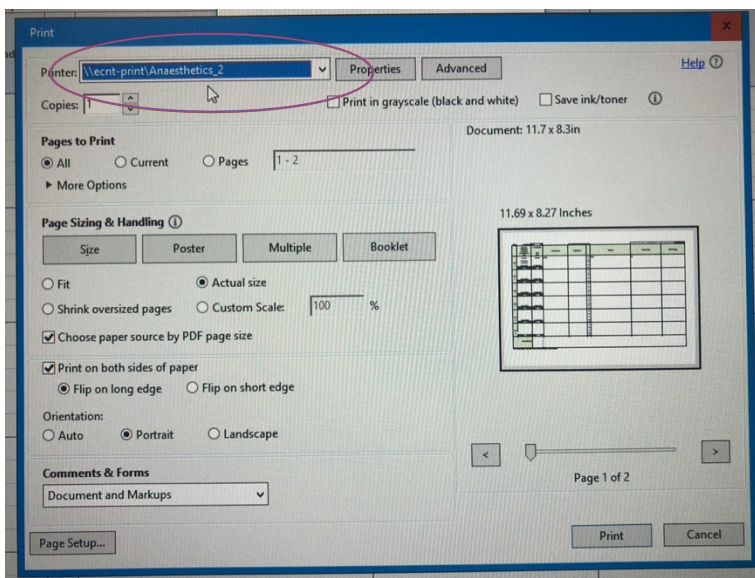 Print
Printer: \\ecnt-print\Anaesthetics_2 Properties Advanced Help
Copies: 1 Print in grayscale (black and white) Save ink/toner
Pages to Print
All Current Pages 1 - 2
More Options
Document: 11.7 x 8.3in
Page Sizing & Handling
Size Poster Multiple Booklet
Fit Actual size
Shrink oversized pages Custom Scale: 100 %
Choose paper source by PDF page size
Print on both sides of paper
Flip on long edge Flip on short edge
Orientation:
Auto Portrait Landscape
11.69 x 8.27 Inches
< >
Page 1 of 2
Comments & Forms
Document and Markups
Page Setup...
Print Cancel